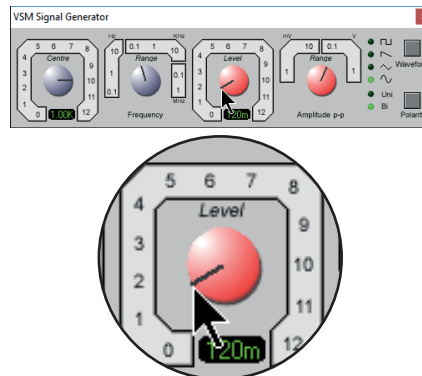 VSM Signal Generator
Hz KHz mV V
5 6 7 8 10 0.1 1 10 5 6 7 8 10 0.1
4 Centre 9 Range 4 Level 9 Range
3 10 1 0.1 3 10 1 1
2 11 0.1 1 2 11
1 12 MHz 1 12
0 1.00K 0 120m
Frequency Amplitude p-p
Waveform
Uni
Bi
Polarit
5 6 7 8
4 Level 9
3 10
2 11
1 12
0 120m